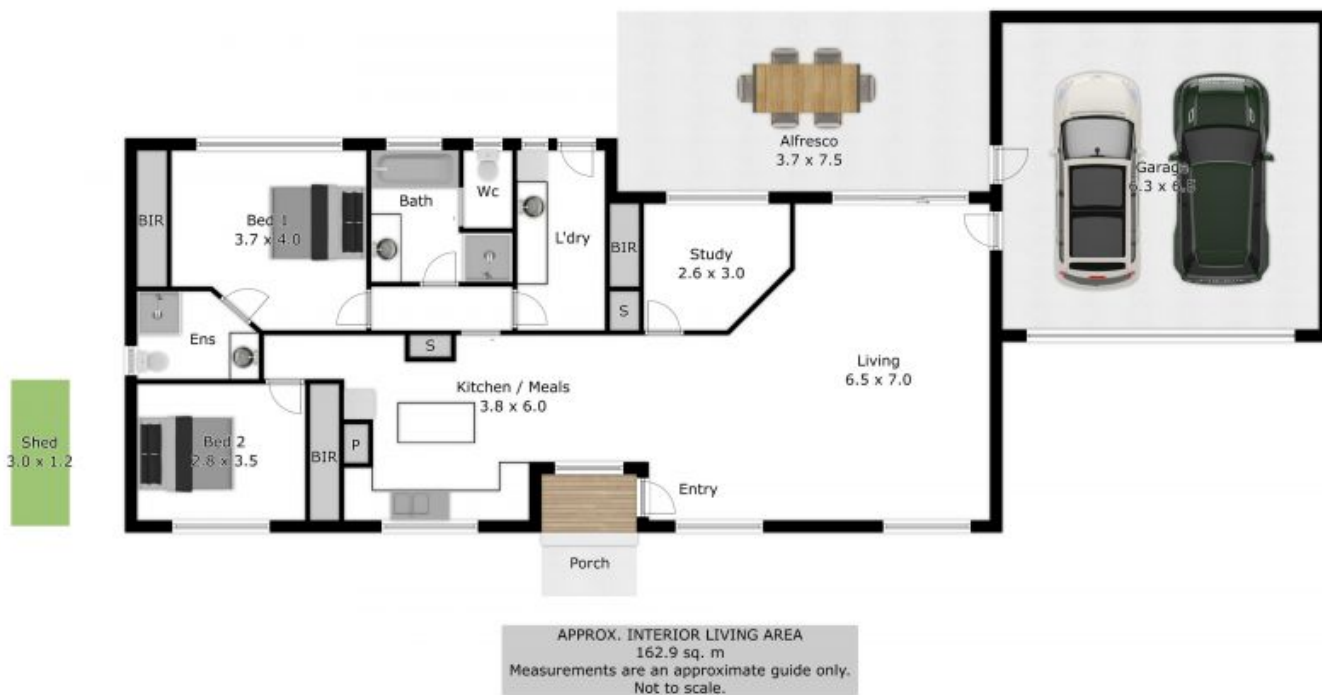 Alfresco
3.7 x 7.5
Garage
6.3 x
BIR
Bed 1
3.7 x 4.0
Bath
Wc
L'dry
BIR
Study
2.6 x 3.0
S
Ens
S
Kitchen / Meals
3.8 x 6.0
Living
6.5 x 7.0
Shed
3.0 x 1.2
Bed 2
2.8 x 3.5
BIR
P
Entry
Porch
APPROX. INTERIOR LIVING AREA
162.9 sq. m
Measurements are an approximate guide only.
Not to scale.